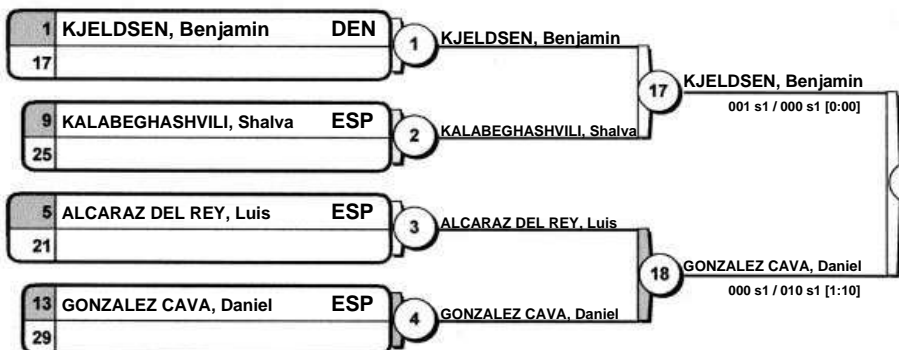 1 KJELDSEN, Benjamin DEN
17
1
KJELDSEN, Benjamin
9 KALABEGHASHVILI, Shalva ESP
25
2
KALABEGHASHVILI, Shalva
17
KJELDSEN, Benjamin
001 s1 / 000 s1 [0:00]
5 ALCARAZ DEL REY, Luis ESP
21
3
ALCARAZ DEL REY, Luis
13 GONZALEZ CAVA, Daniel ESP
29
4
GONZALEZ CAVA, Daniel
18
GONZALEZ CAVA, Daniel
000 s1 / 010 s1 [1:10]